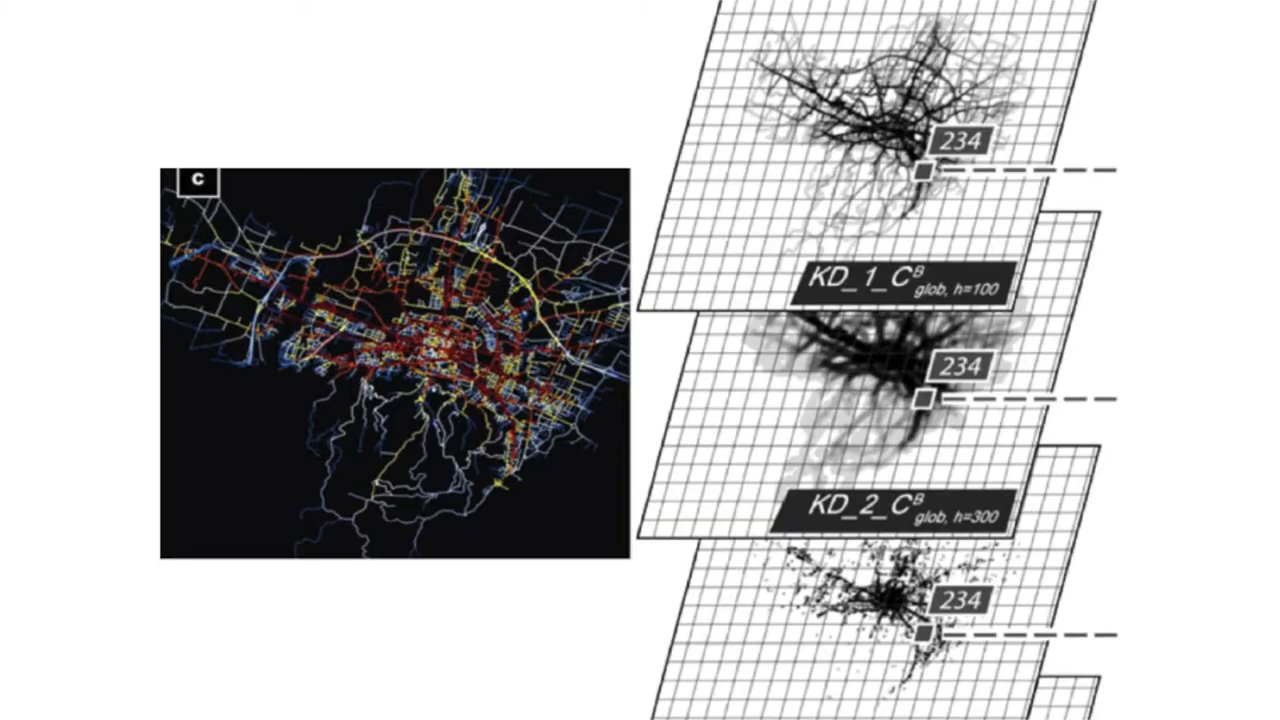 c
234
KD_1_C^B glob, h=100
234
KD_2_C^B glob, h=300
234